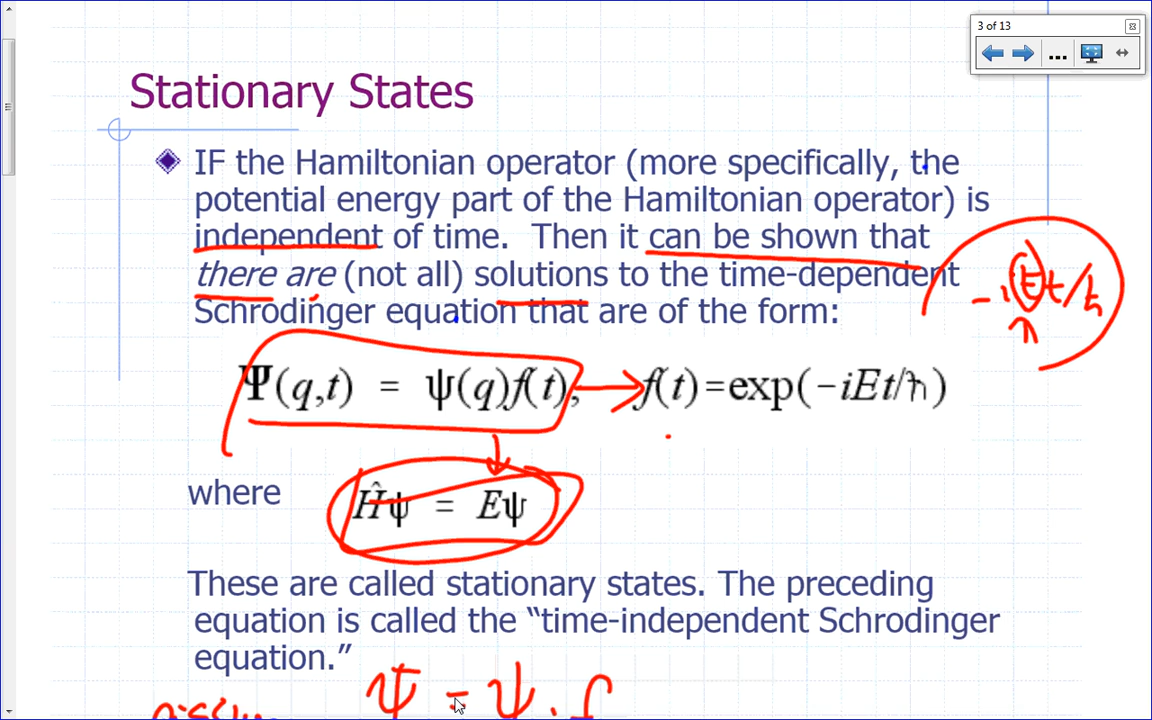 3 of 13
Stationary States
IF the Hamiltonian operator (more specifically, the
potential energy part of the Hamiltonian operator) is
independent of time. Then it can be shown that
there are (not all) solutions to the time-dependent
Schrodinger equation that are of the form:
-iEt/ħ
Ψ(q,t) = ψ(q)f(t), f(t)=exp(-iEt/ħ)
where Ĥψ = Eψ
These are called stationary states. The preceding
equation is called the “time-independent Schrodinger
equation.”
Ψ = ψ . f